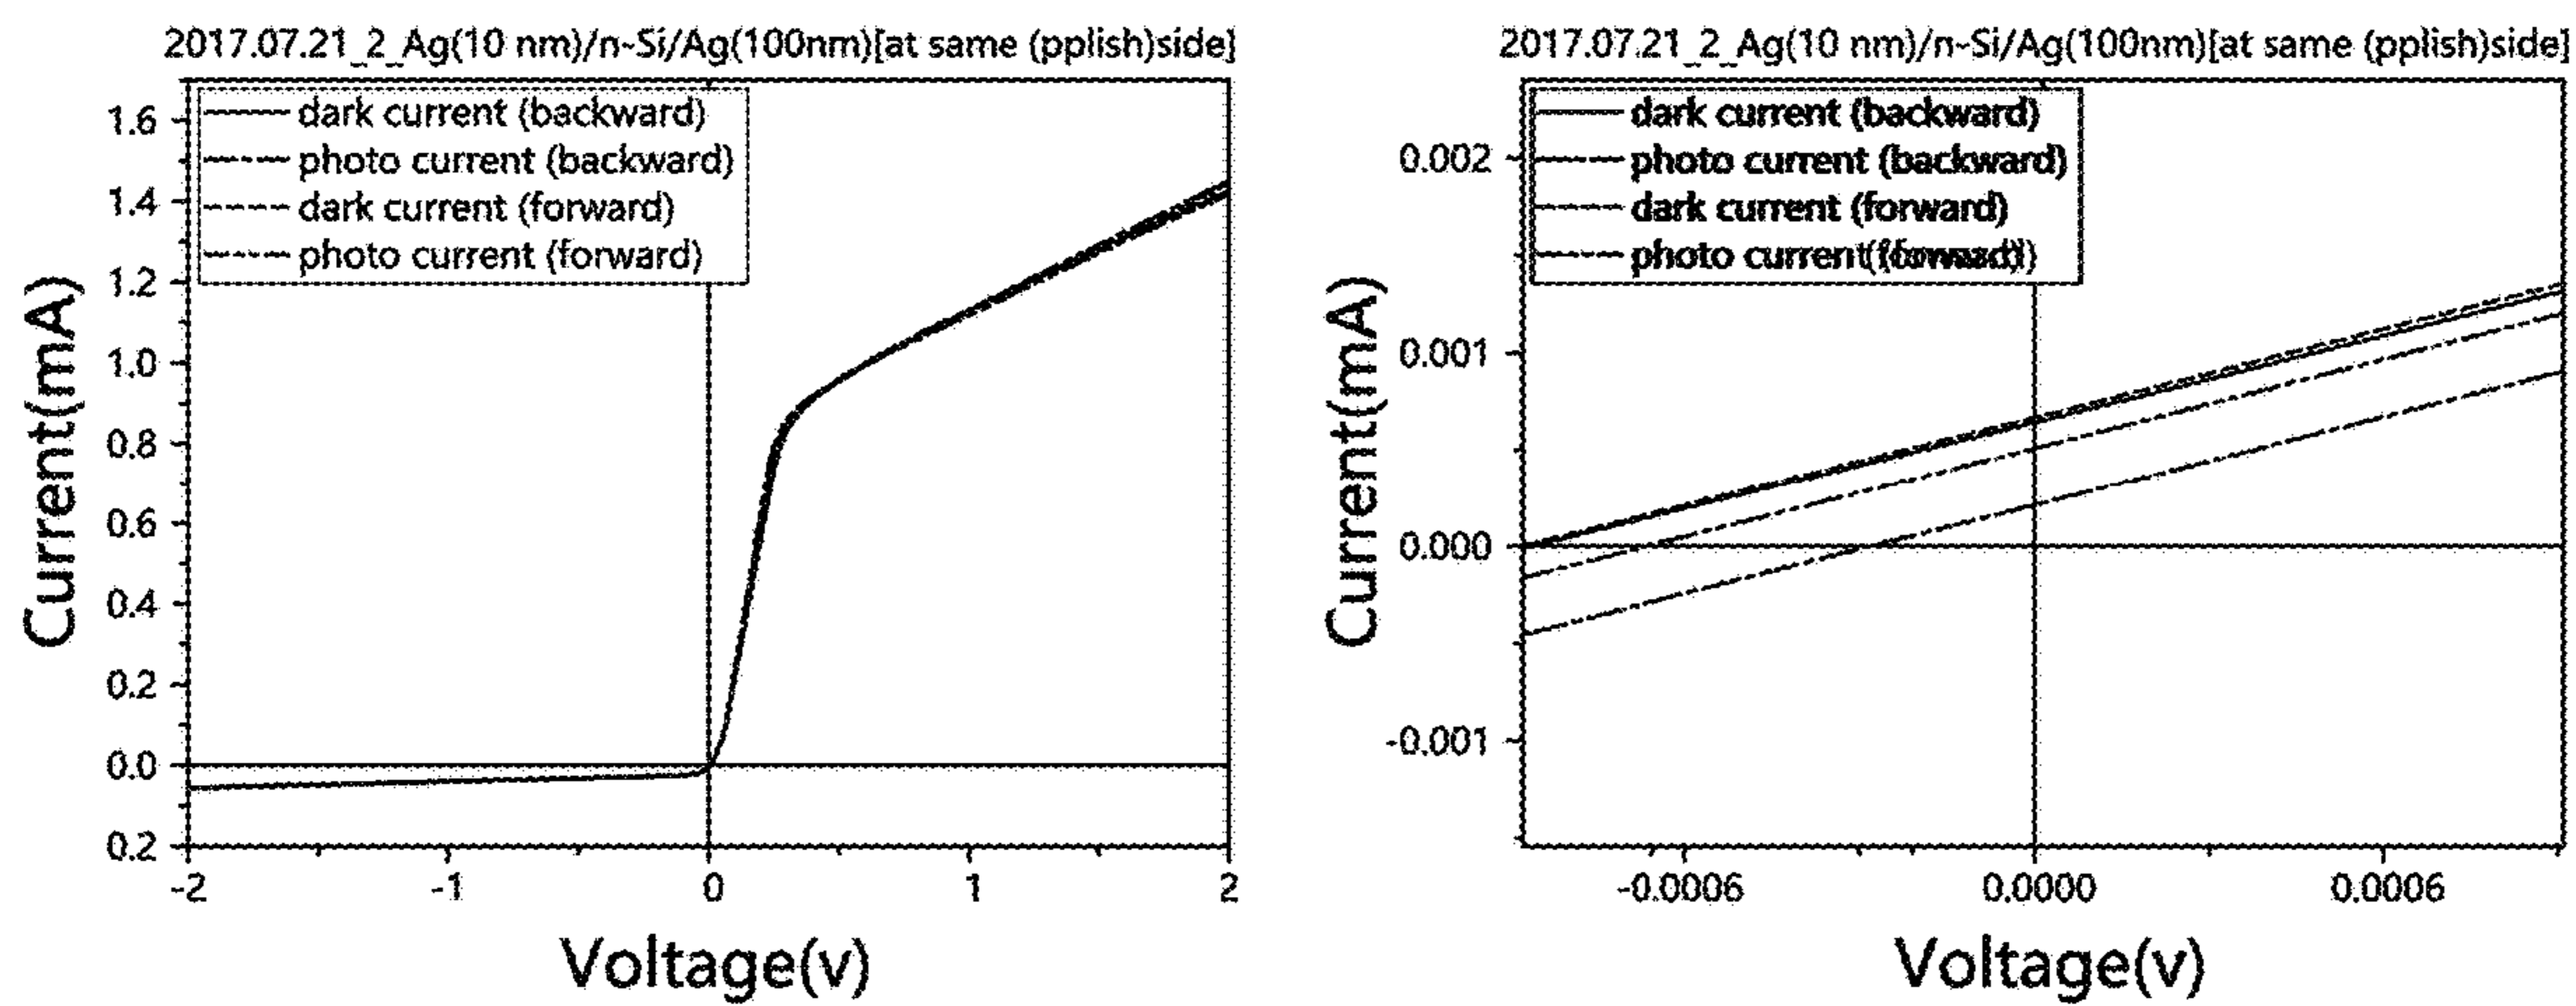 2017.07.21_2_Ag(10 nm)/n-Si/Ag(100nm)[at same (pplish)side]
dark current (backward)
photo current (backward)
dark current (forward)
photo current (forward)
1.6
1.4
1.2
1.0
0.8
0.6
0.4
0.2
0.0
0.2
Current(mA)
-2
-1
0
1
2
Voltage(v)
2017.07.21_2_Ag(10 nm)/n-Si/Ag(100nm)[at same (pplish)side]
dark current (backward)
photo current (backward)
dark current (forward)
photo current (forward)
0.002
0.001
0.000
-0.001
Current(mA)
-0.0006
0.0000
0.0006
Voltage(v)